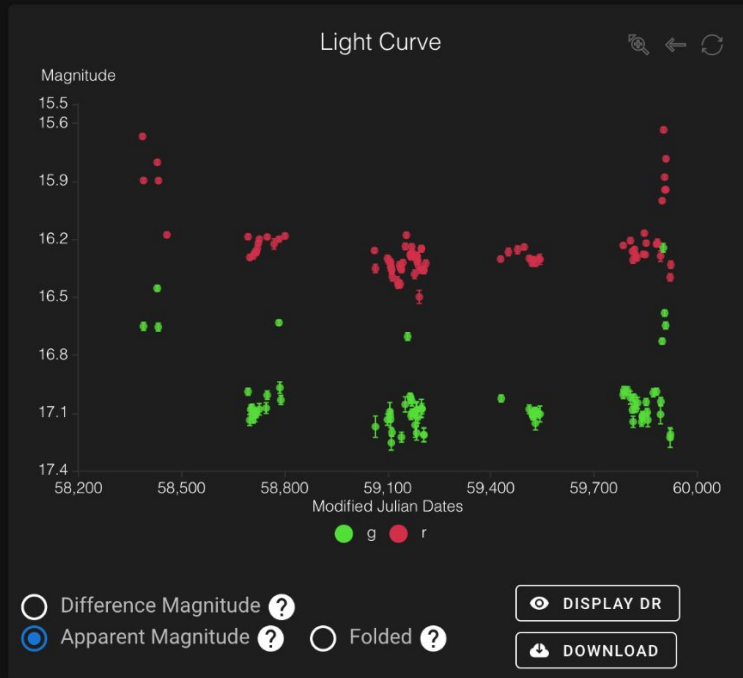 Light Curve
Magnitude
15.5
15.6
15.9
16.2
16.5
16.8
17.1
17.4
58,200 58,500 58,800 59,100 59,400 59,700 60,000
Modified Julian Dates
g r
Difference Magnitude ? DISPLAY DR
Apparent Magnitude ? Folded ? DOWNLOAD